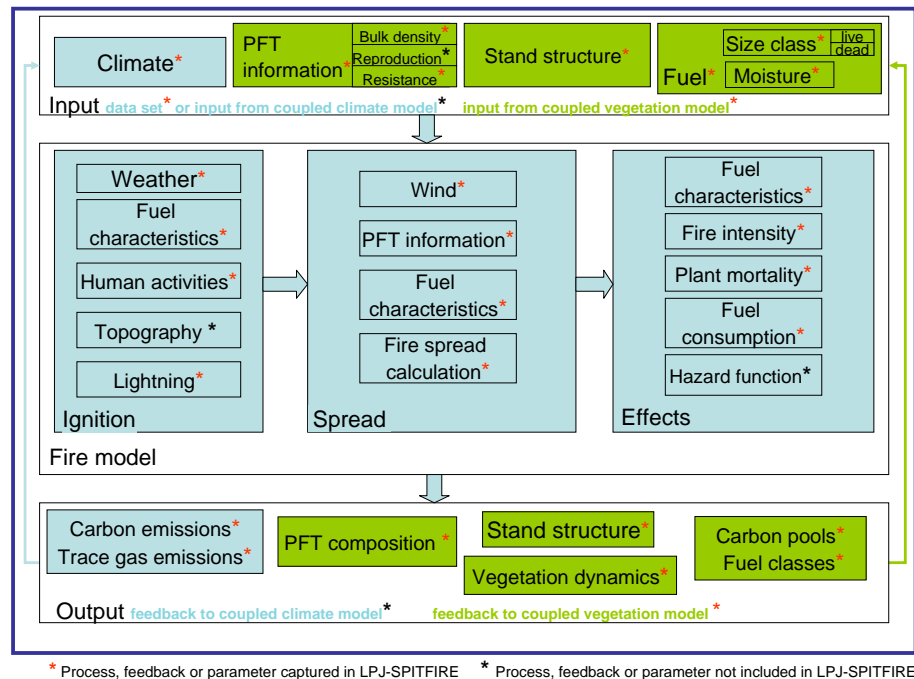 Climate*
PFT
information*
Bulk density*
Reproduction*
Resistance*
Stand structure*
Size class*
live
dead
Fuel*
Moisture*
Input data set* or input from coupled climate model* input from coupled vegetation model*
Weather*
Fuel
characteristics*
Human activities*
Topography *
Lightning*
Ignition
Wind*
PFT information*
Fuel
characteristics*
Fire spread
calculation*
Spread
Fuel
characteristics*
Fire intensity*
Plant mortality*
Fuel
consumption*
Hazard function*
Effects
Fire model
Carbon emissions*
Trace gas emissions*
PFT composition *
Stand structure*
Vegetation dynamics*
Carbon pools*
Fuel classes*
Output feedback to coupled climate model* feedback to coupled vegetation model *
* Process, feedback or parameter captured in LPJ-SPITFIRE * Process, feedback or parameter not included in LPJ-SPITFIRE